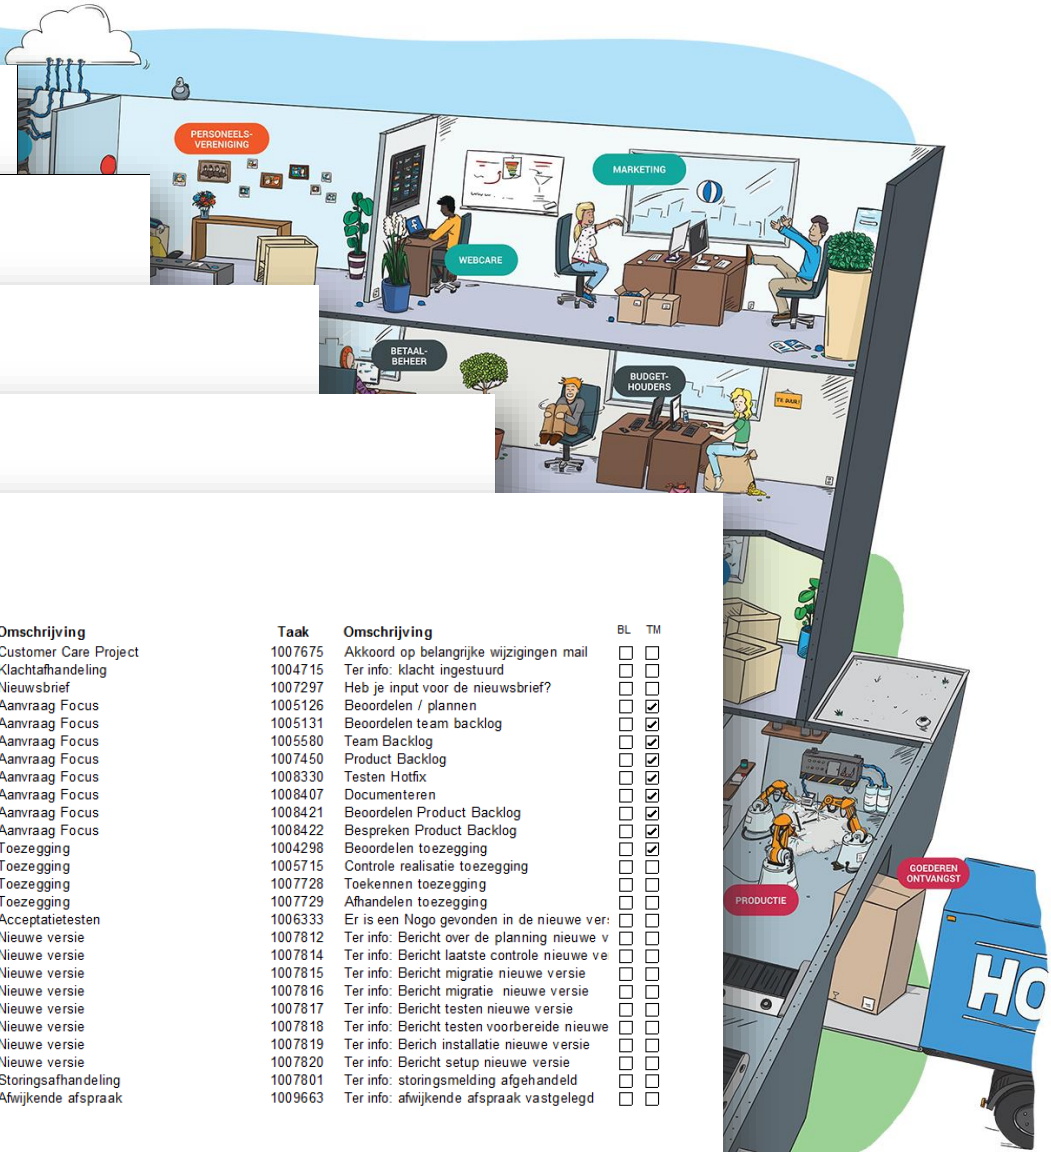 PERSONEELS-
VERENIGING
MARKETING
WEBCARE
BETAAL-
BEHEER
BUDGET-
HOUDERS
TE DUUR!
Omschrijving Taak Omschrijving BL TM
Customer Care Project 1007675 Akkoord op belangrijke wijzigingen mail
Klachtafhandeling 1004715 Ter info: klacht ingestuurd
Nieuwsbrief 1007297 Heb je input voor de nieuwsbrief?
Aanvraag Focus 1005126 Beoordelen / plannen
Aanvraag Focus 1005131 Beoordelen team backlog
Aanvraag Focus 1005580 Team Backlog
Aanvraag Focus 1007450 Product Backlog
Aanvraag Focus 1008330 Testen Hotfix
Aanvraag Focus 1008407 Documenteren
Aanvraag Focus 1008421 Beoordelen Product Backlog
Aanvraag Focus 1008422 Bespreken Product Backlog
Toezegging 1004298 Beoordelen toezegging
Toezegging 1005715 Controle realisatie toezegging
Toezegging 1007728 Toekennen toezegging
Toezegging 1007729 Afhandelen toezegging
Acceptatietesten 1006333 Er is een Nogo gevonden in de nieuwe ver
Nieuwe versie 1007812 Ter info: Bericht over de planning nieuwe v
Nieuwe versie 1007814 Ter info: Bericht laatste controle nieuwe ve
Nieuwe versie 1007815 Ter info: Bericht migratie nieuwe versie
Nieuwe versie 1007816 Ter info: Bericht migratie nieuwe versie
Nieuwe versie 1007817 Ter info: Bericht testen nieuwe versie
Nieuwe versie 1007818 Ter info: Bericht testen voorbereide nieuwe
Nieuwe versie 1007819 Ter info: Berich installatie nieuwe versie
Nieuwe versie 1007820 Ter info: Bericht setup nieuwe versie
Storingsafhandeling 1007801 Ter info: storingsmelding afgehandeld
Afwijkende afspraak 1009663 Ter info: afwijkende afspraak vastgelegd
GOEDEREN
ONTVANGST
PRODUCTIE
HO